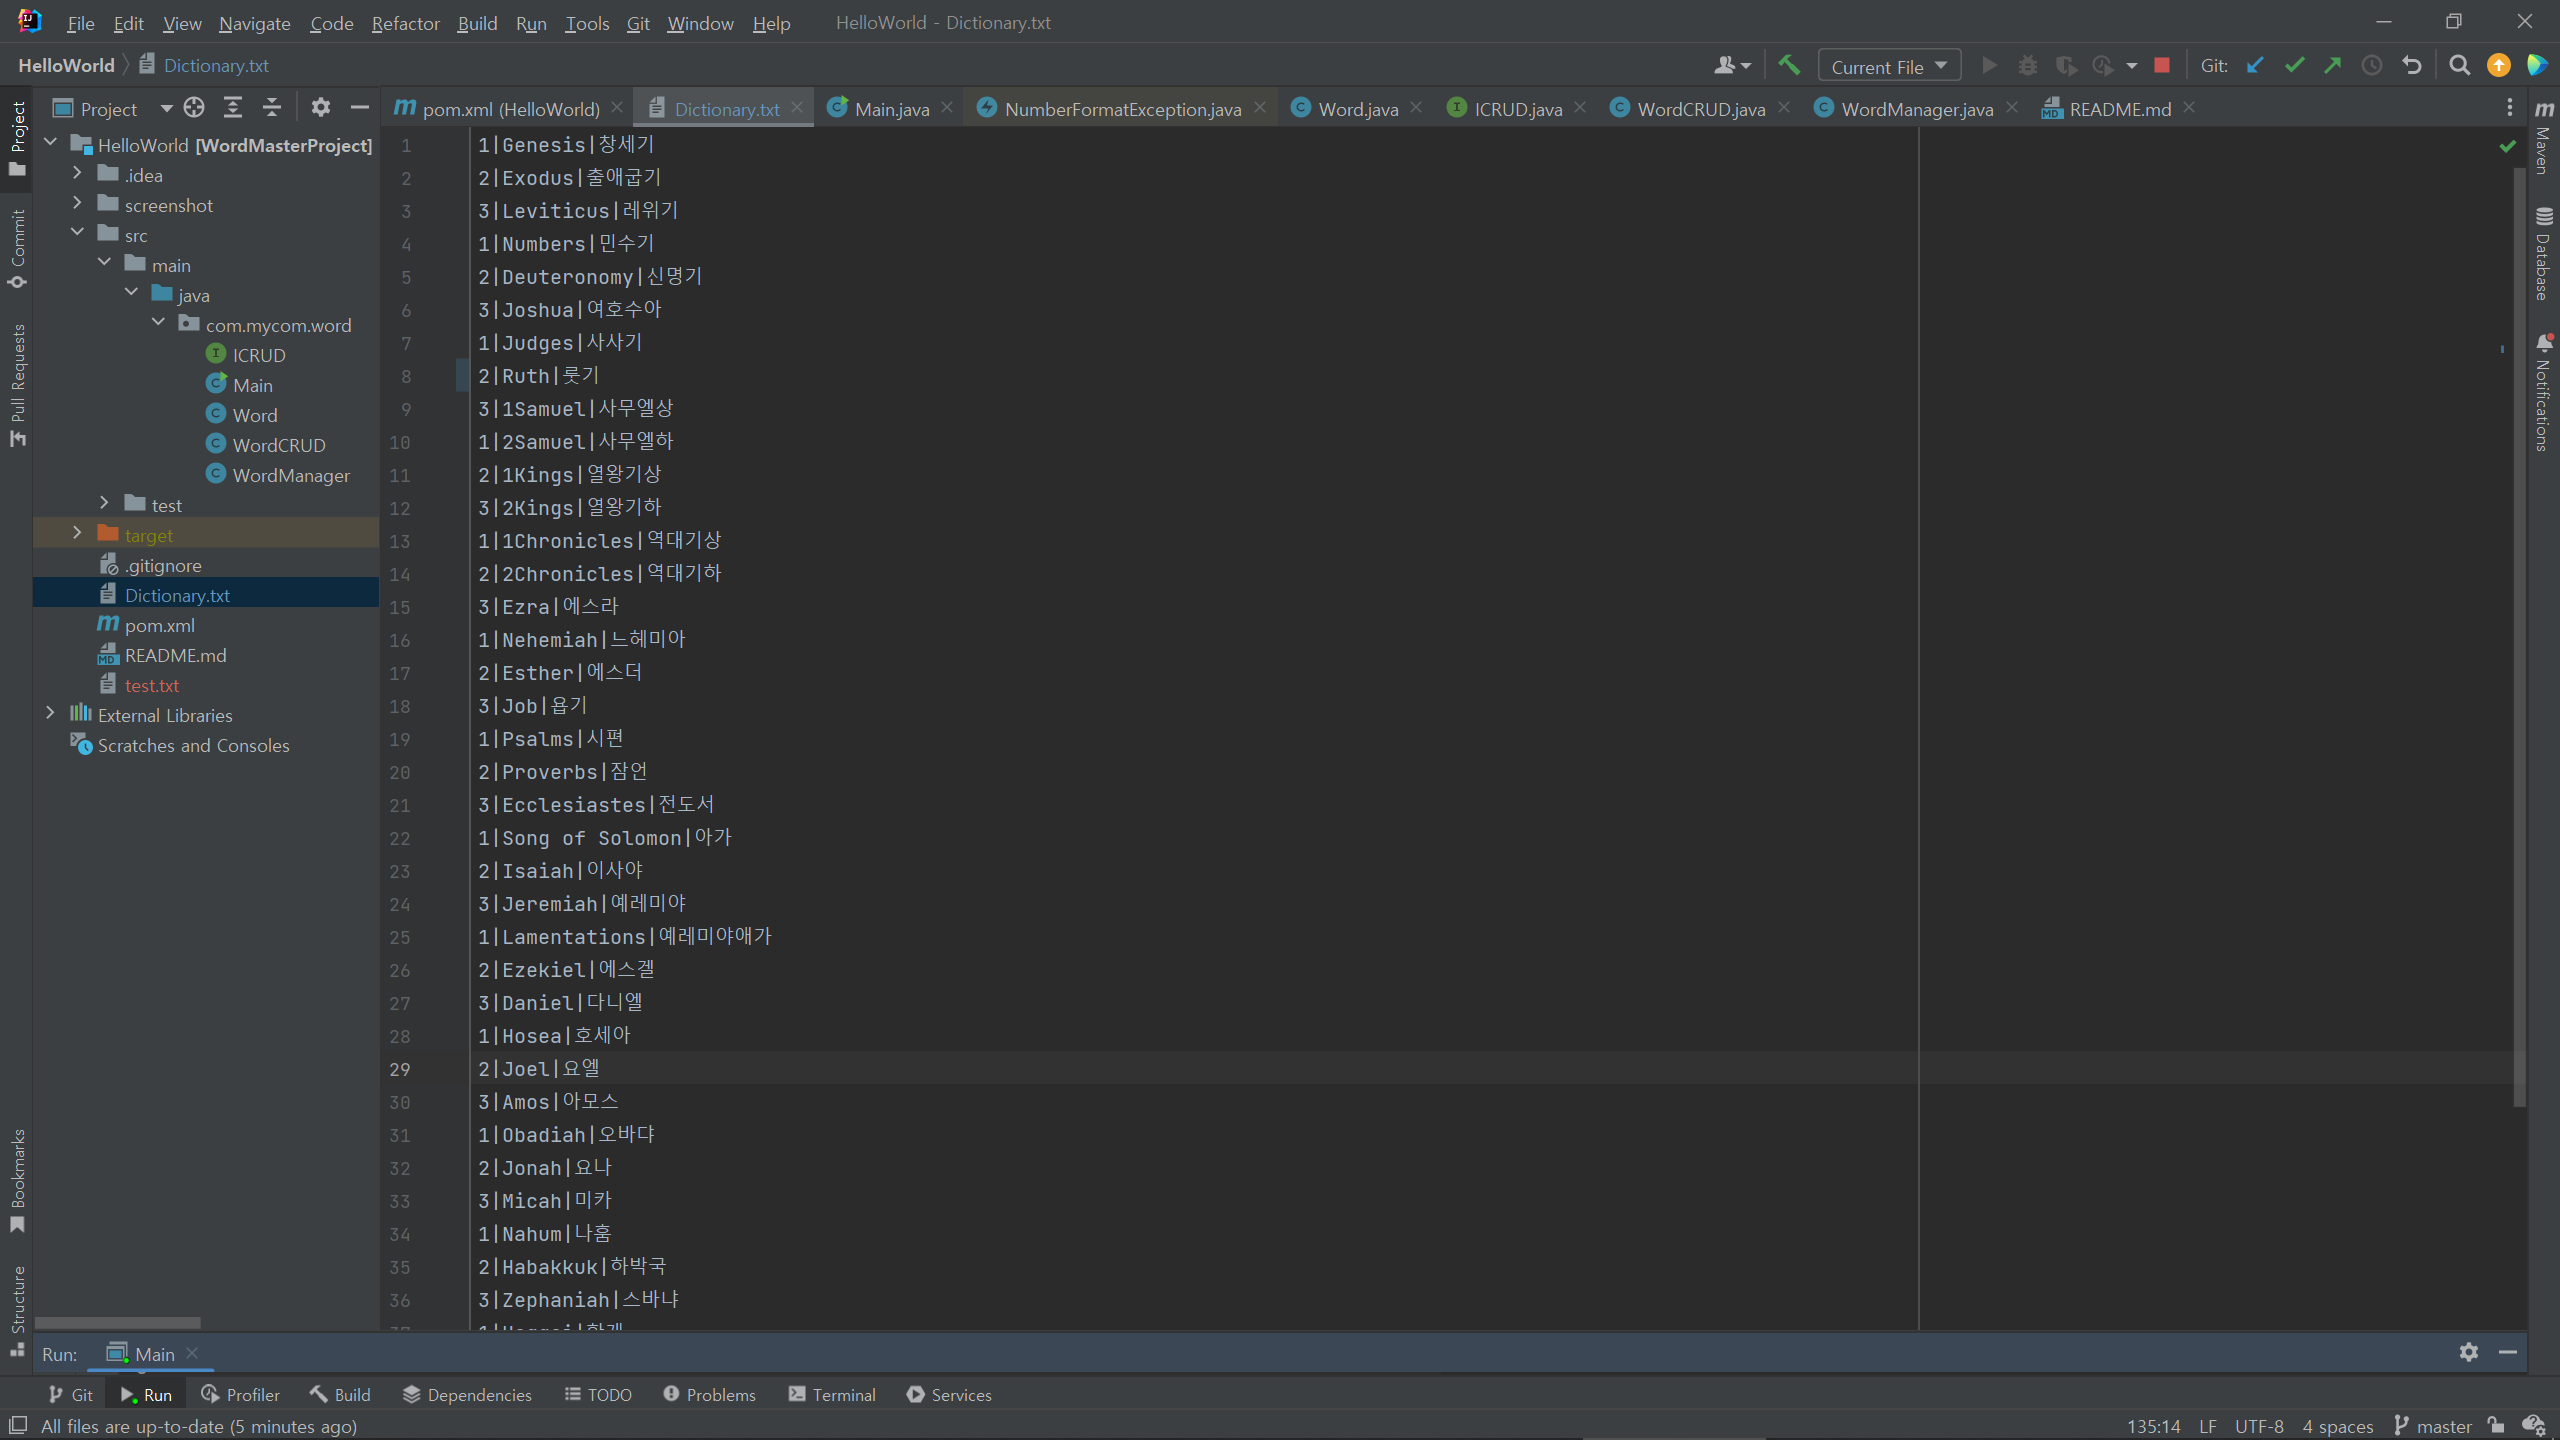 File Edit View Navigate Code Refactor Build Run Tools Git Window Help HelloWorld - Dictionary.txt
HelloWorld Dictionary.txt Current File Git:
Project
pom.xml (HelloWorld) Dictionary.txt Main.java NumberFormatException.java Word.java ICRUD.java WordCRUD.java WordManager.java README.md
HelloWorld [WordMasterProject]
.idea
screenshot
src
main
java
com.mycom.word
ICRUD
Main
Word
WordCRUD
WordManager
test
target
.gitignore
Dictionary.txt
pom.xml
README.md
test.txt
External Libraries
Scratches and Consoles
Project
Commit
Pull Requests
Bookmarks
Structure
1 1|Genesis|창세기
2 2|Exodus|출애굽기
3 3|Leviticus|레위기
4 1|Numbers|민수기
5 2|Deuteronomy|신명기
6 3|Joshua|여호수아
7 1|Judges|사사기
8 2|Ruth|룻기
9 3|1Samuel|사무엘상
10 1|2Samuel|사무엘하
11 2|1Kings|열왕기상
12 3|2Kings|열왕기하
13 1|1Chronicles|역대기상
14 2|2Chronicles|역대기하
15 3|Ezra|에스라
16 1|Nehemiah|느헤미아
17 2|Esther|에스더
18 3|Job|욥기
19 1|Psalms|시편
20 2|Proverbs|잠언
21 3|Ecclesiastes|전도서
22 1|Song of Solomon|아가
23 2|Isaiah|이사야
24 3|Jeremiah|예레미야
25 1|Lamentations|예레미야애가
26 2|Ezekiel|에스겔
27 3|Daniel|다니엘
28 1|Hosea|호세아
29 2|Joel|요엘
30 3|Amos|아모스
31 1|Obadiah|오바댜
32 2|Jonah|요나
33 3|Micah|미카
34 1|Nahum|나훔
35 2|Habakkuk|하박국
36 3|Zephaniah|스바냐
Maven
Database
Notifications
Run: Main
Git Run Profiler Build Dependencies TODO Problems Terminal Services
All files are up-to-date (5 minutes ago) 135:14 LF UTF-8 4 spaces master